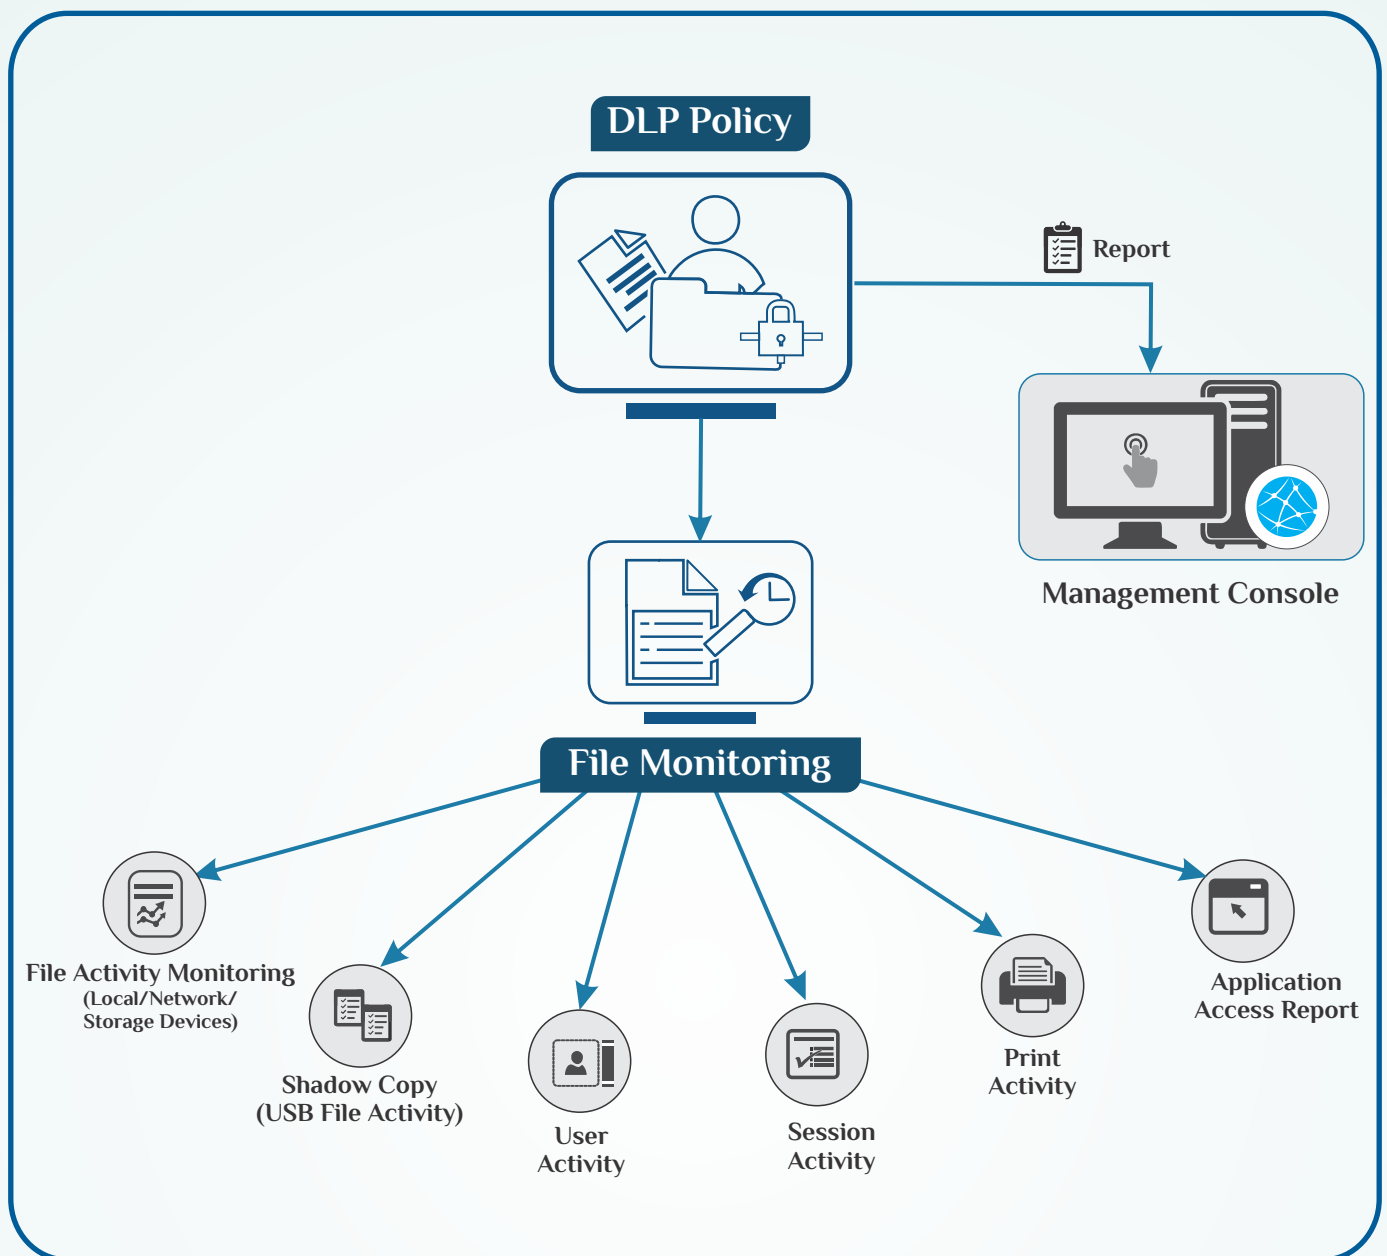 DLP Policy
Report
Management Console
File Monitoring
File Activity Monitoring
(Local/Network/
Storage Devices)
Shadow Copy
(USB File Activity)
User
Activity
Session
Activity
Print
Activity
Application
Access Report